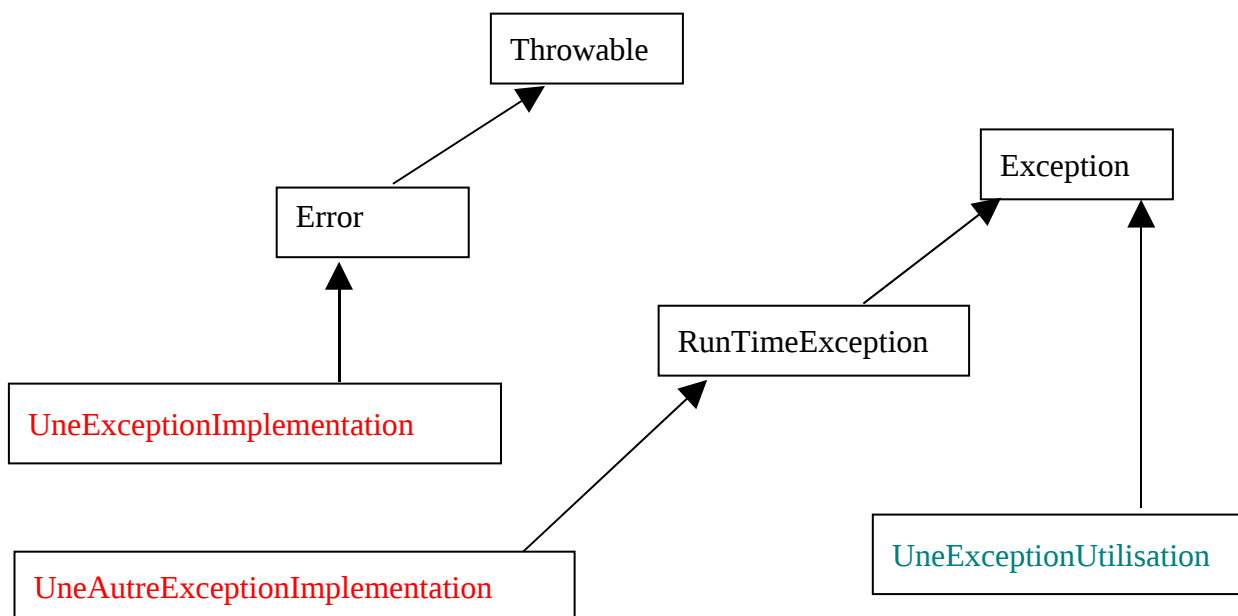 Throwable
Exception
Error
RunTimeException
UneExceptionImplementation
UneExceptionUtilisation
UneAutreExceptionImplementation